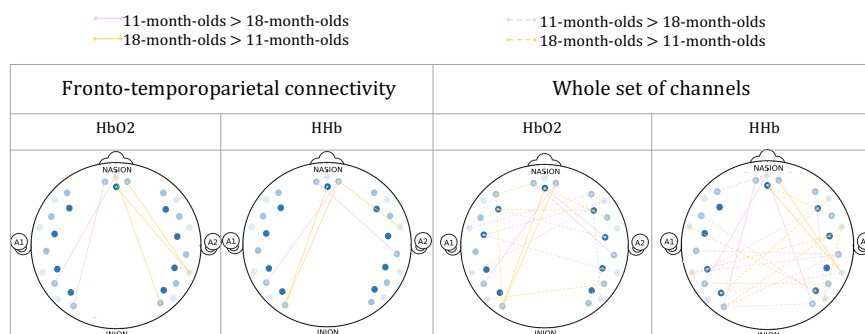 11-month-olds > 18-month-olds
18-month-olds > 11-month-olds
11-month-olds > 18-month-olds
18-month-olds > 11-month-olds
Fronto-temporoparietal connectivity
Whole set of channels
HbO2
HHb
HbO2
HHb
NASION
NASION
NASION
NASION
A1
A2
A1
A2
A1
A2
A1
A2
INION
INION
INION
INION